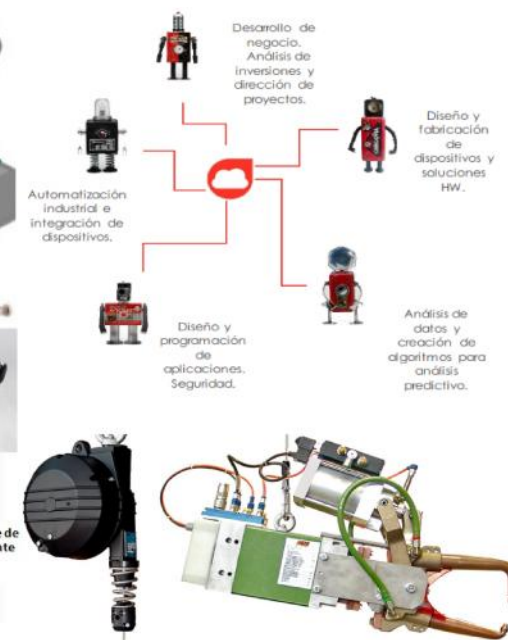 Desarrollo de
negocio.
Análisis de
inversiones y
dirección de
proyectos.
Diseño y
fabricación
de
dispositivos y
soluciones
HW.
Automatización
industrial e
integración de
dispositivos.
Diseño y
programación
de
aplicaciones.
Seguridad.
Análisis de
datos y
creación de
algoritmos para
análisis
predictivo.
de